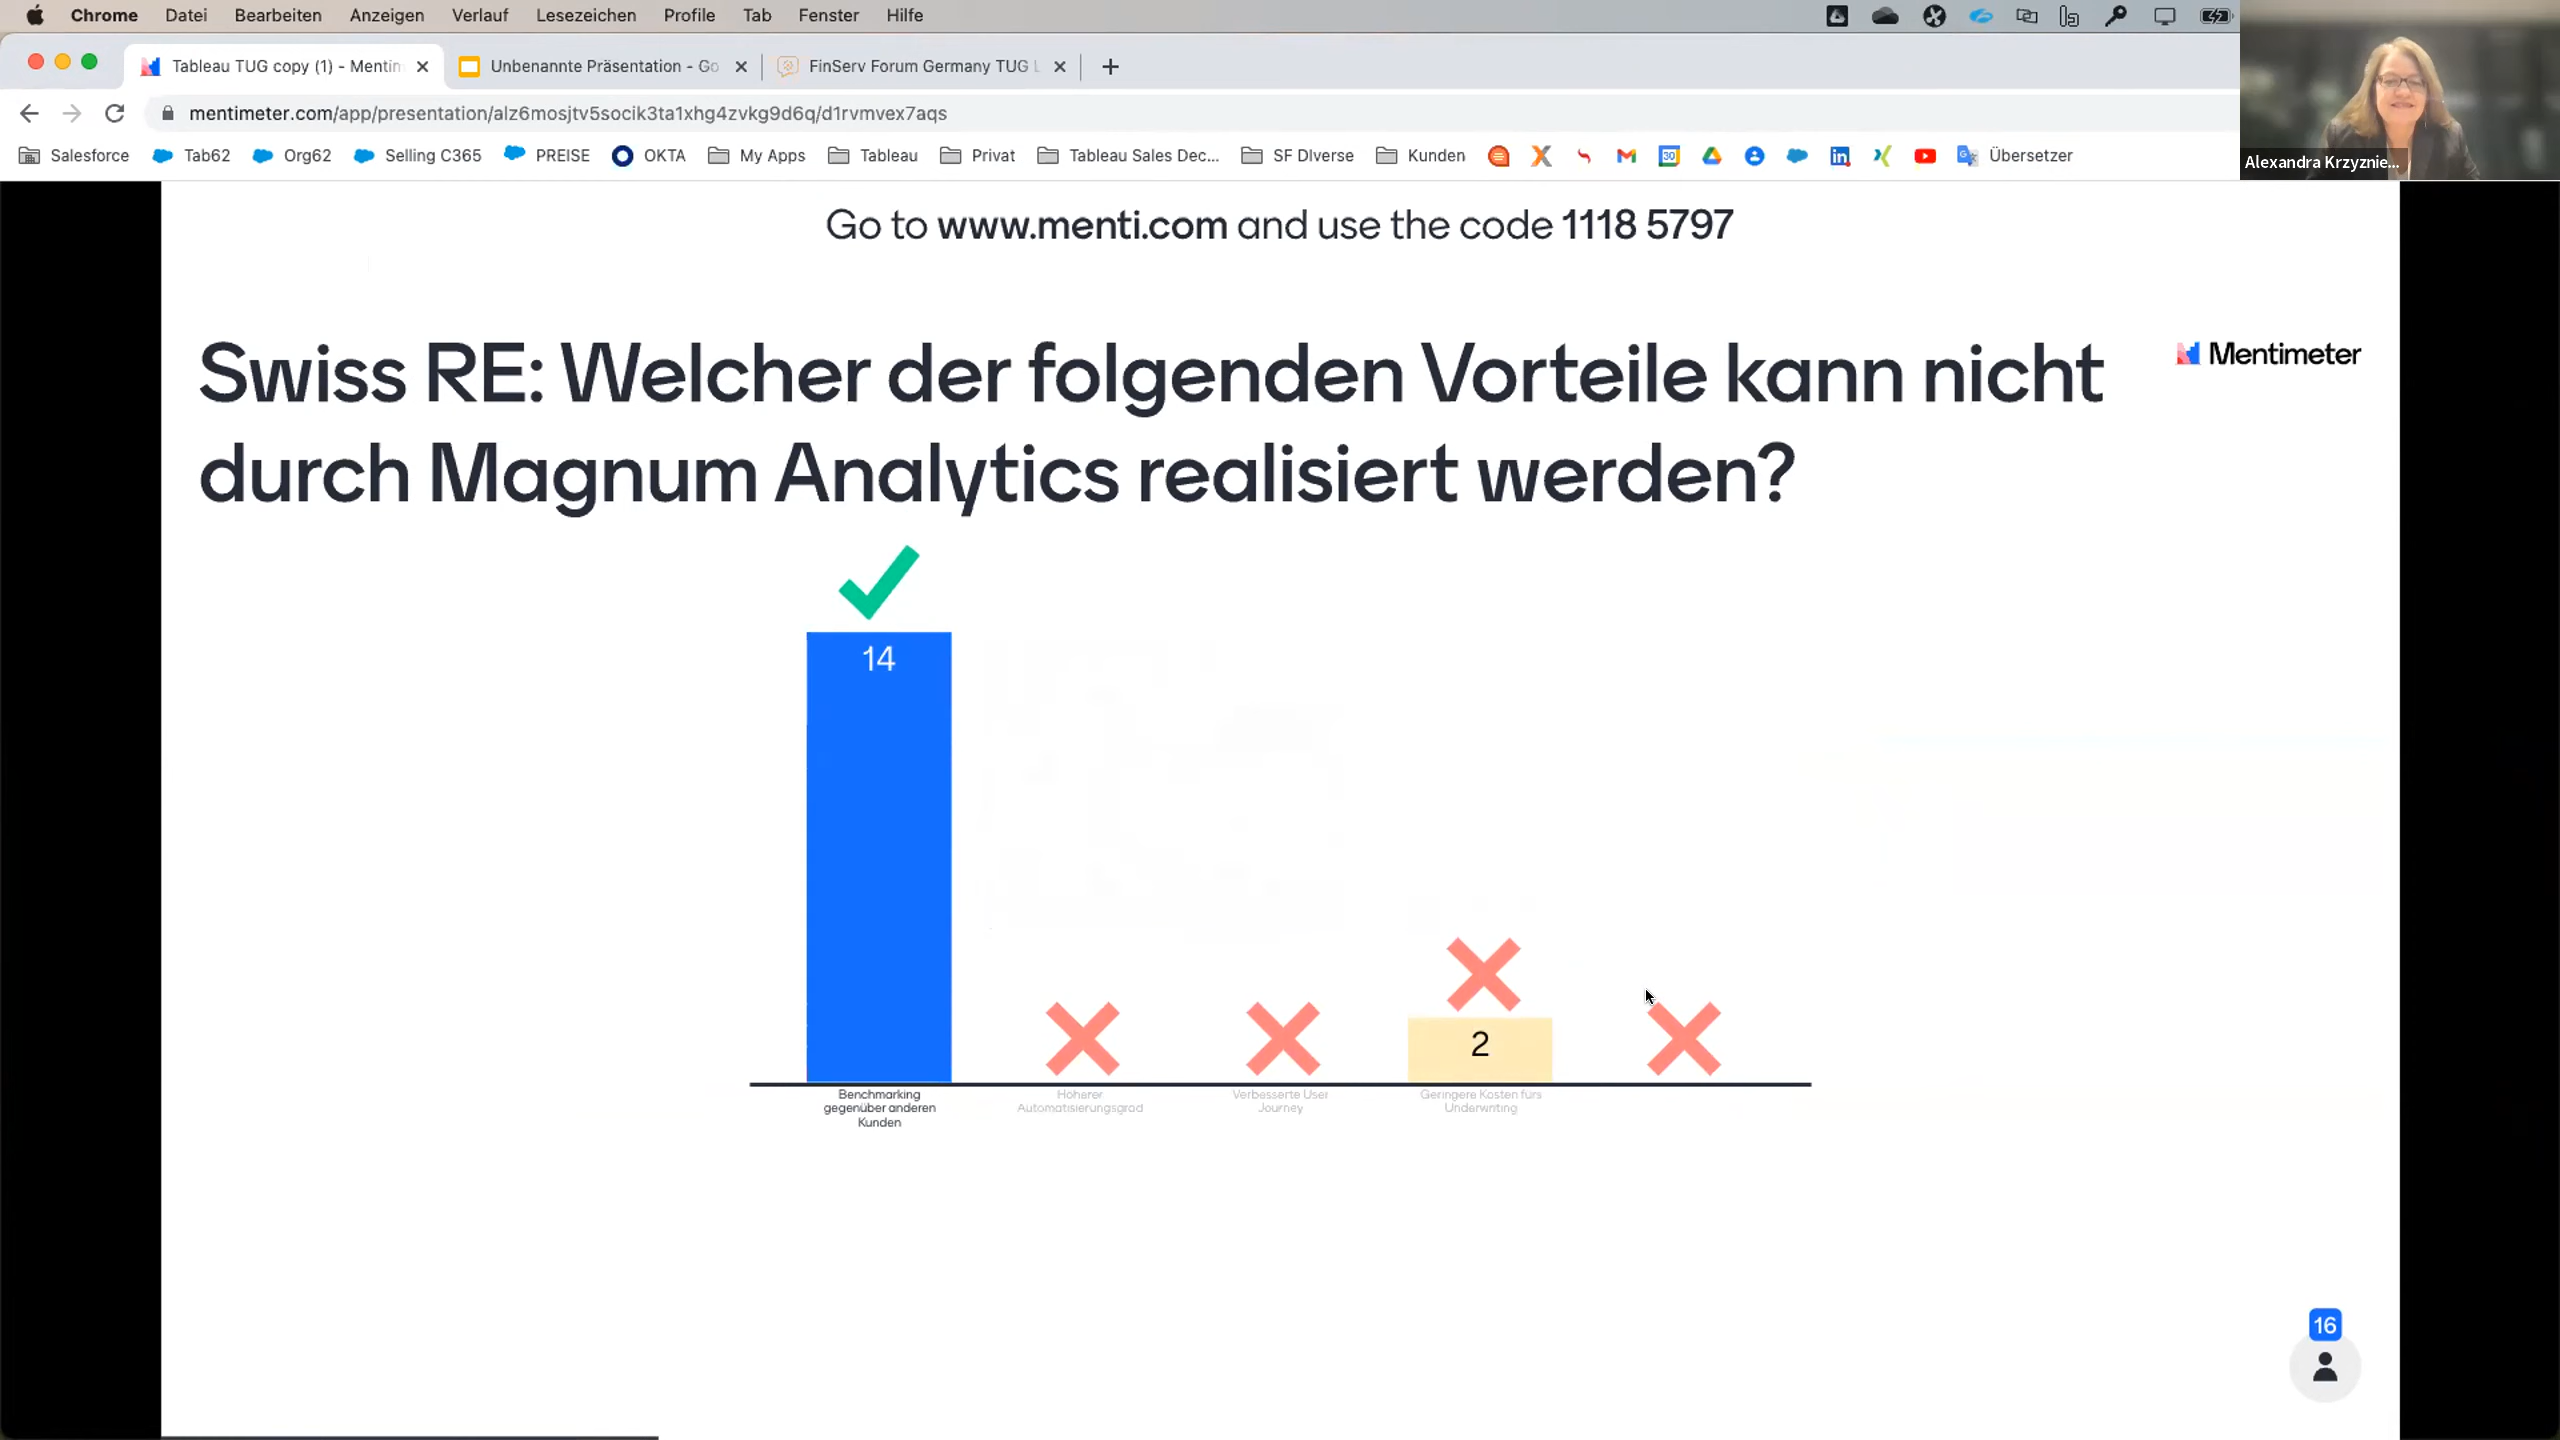 Chrome Datei Bearbeiten Anzeigen Verlauf Lesezeichen Profile Tab Fenster Hilfe
Tableau TUG copy (1) - Mentim
Unbenannte Präsentation - Go
FinServ Forum Germany TUG L
mentimeter.com/app/presentation/alz6mosjtv5socik3ta1xhg4zvkg9d6q/d1rvmvex7aqs
Salesforce Tab62 Org62 Selling C365 PREISE OKTA My Apps Tableau Privat Tableau Sales Dec... SF DIverse Kunden Übersetzer
Alexandra Krzyznie...
Go to www.menti.com and use the code 1118 5797
Swiss RE: Welcher der folgenden Vorteile kann nicht
durch Magnum Analytics realisiert werden?
Mentimeter
14
2
Benchmarking
gegenüber anderen
Kunden
Höherer
Automatisierungsgrad
Verbesserte User
Journey
Geringere Kosten fürs
Underwriting
16